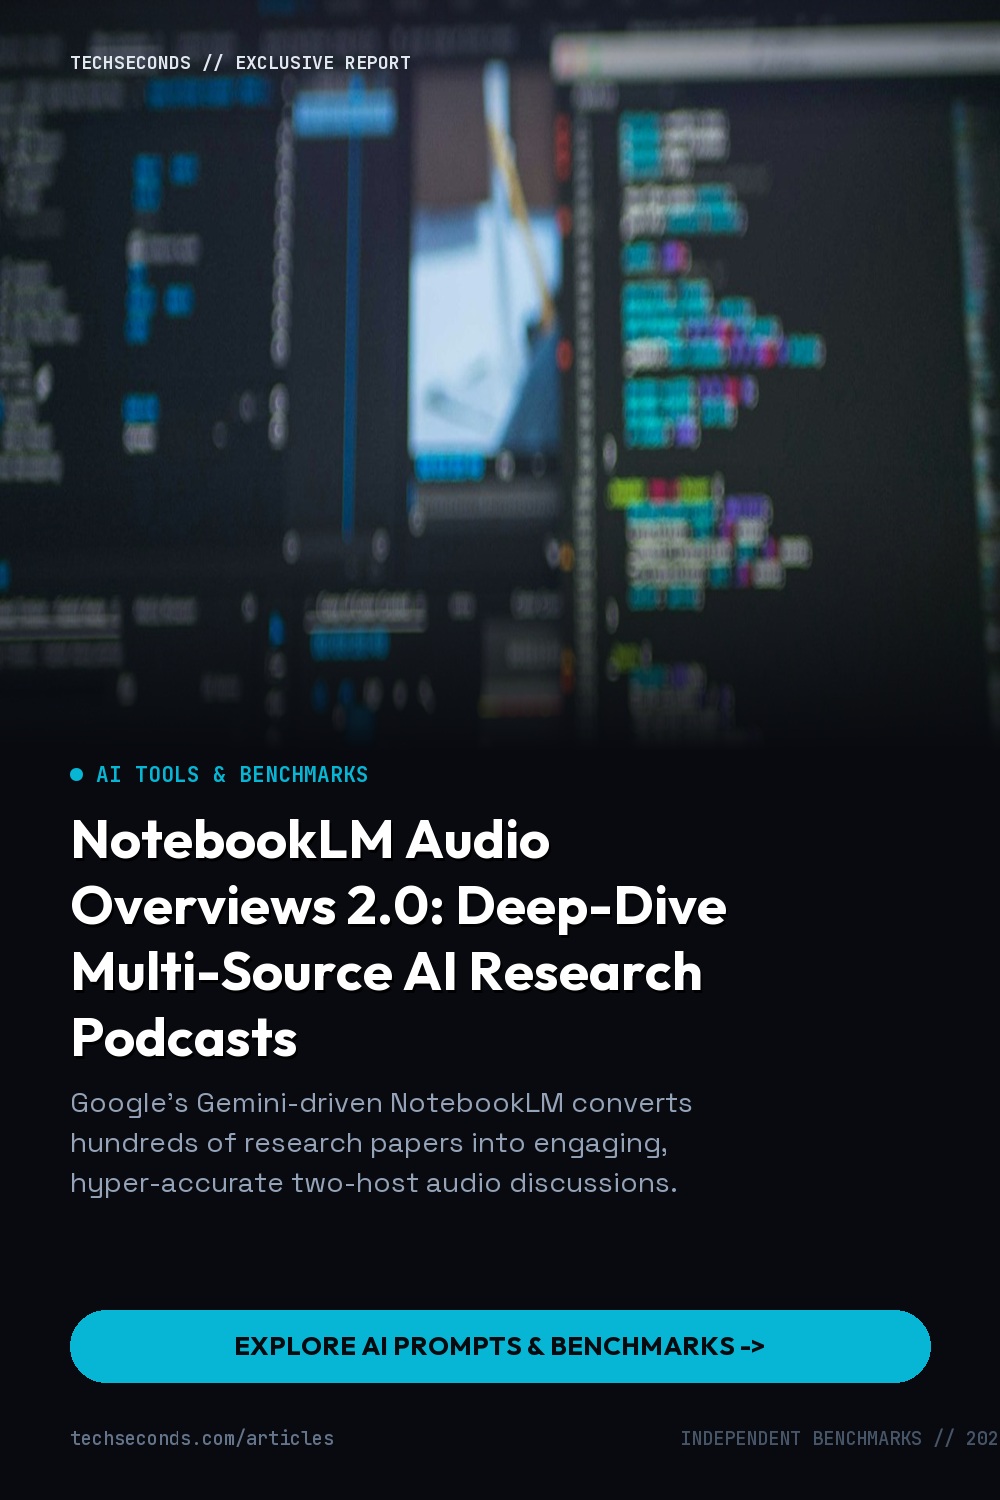 TECHSECONDS // EXCLUSIVE REPORT
AI TOOLS & BENCHMARKS
NotebookLM Audio
Overviews 2.0: Deep-Dive
Multi-Source AI Research
Podcasts
Google's Gemini-driven NotebookLM converts
hundreds of research papers into engaging,
hyper-accurate two-host audio discussions.
EXPLORE AI PROMPTS & BENCHMARKS ->
techseconds.com/articles
INDEPENDENT BENCHMARKS // 202